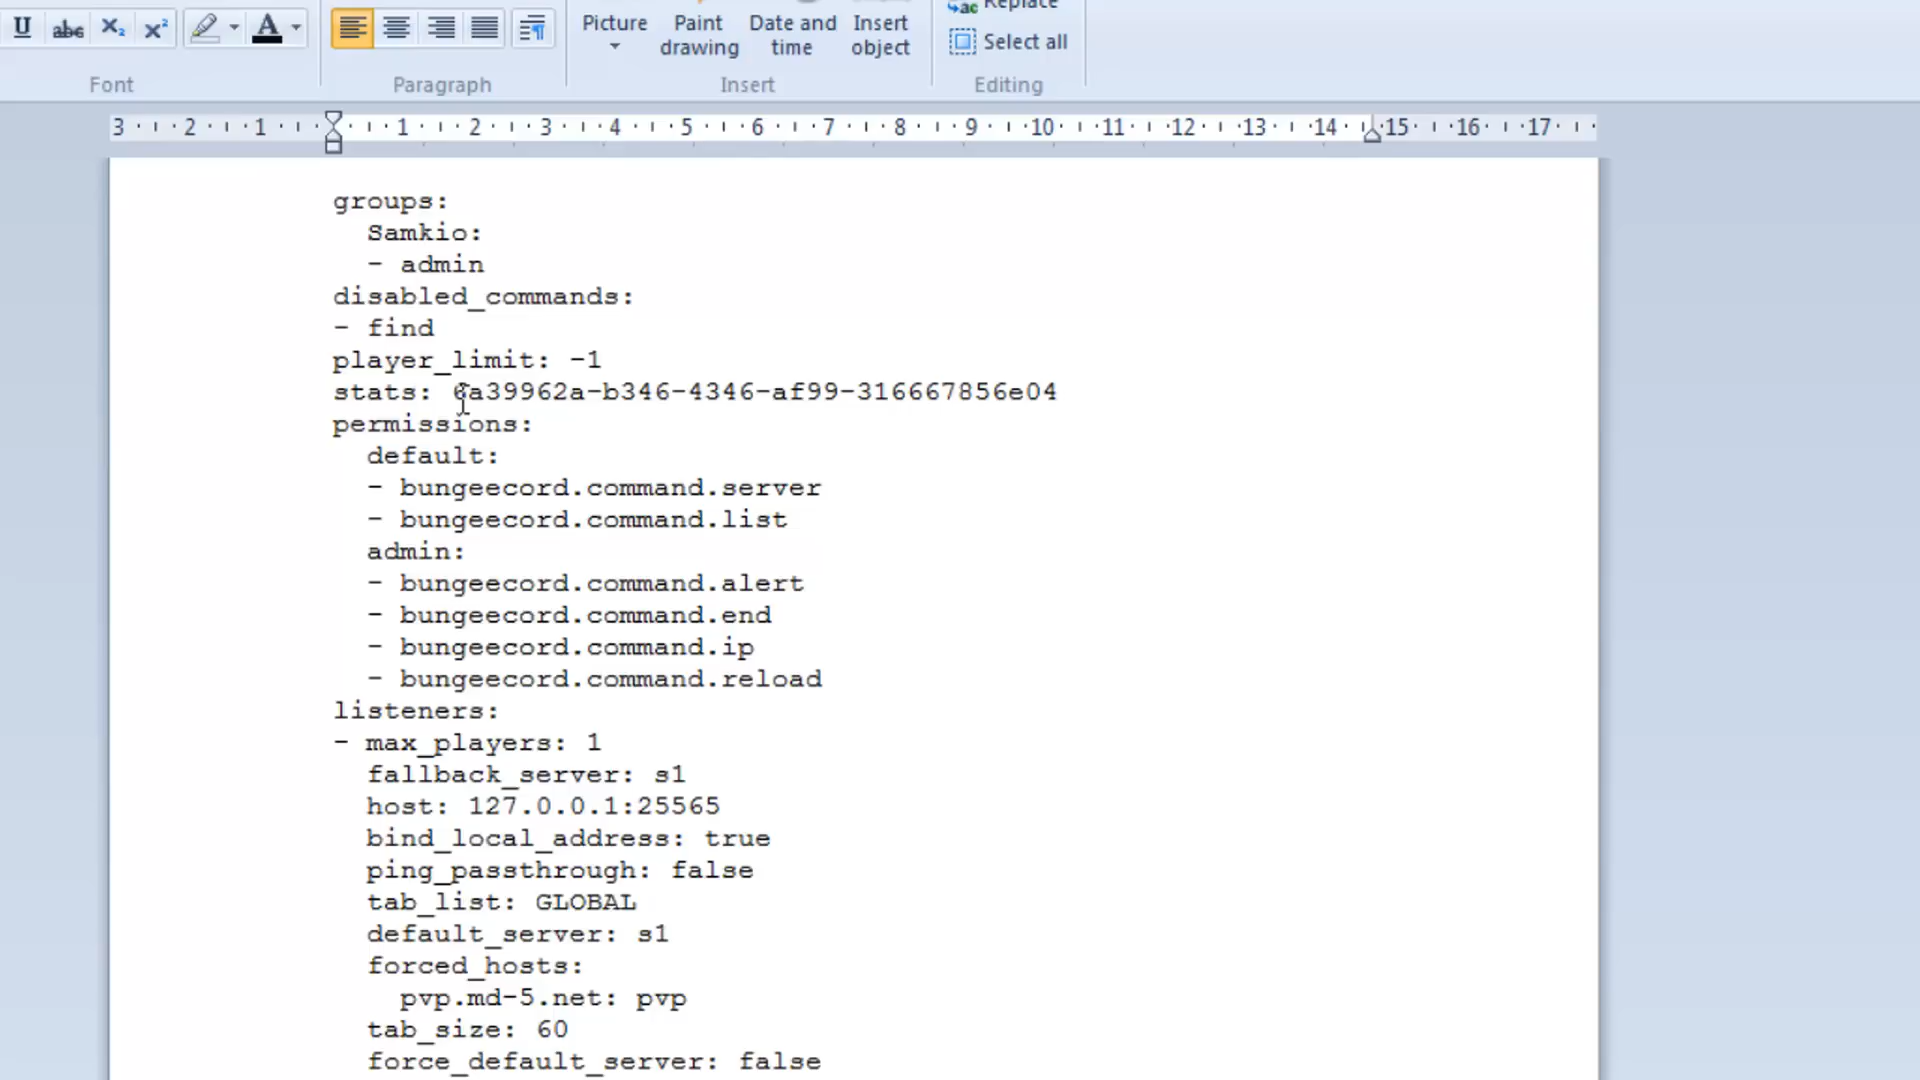 Replace
U abc X₂ X² A
Picture
Paint drawing
Date and time
Insert object
Select all
Font
Paragraph
Insert
Editing
3 2 1 1 2 3 4 5 6 7 8 9 10 11 12 13 14 15 16 17
groups:
  Samkio:
  - admin
disabled_commands:
- find
player_limit: -1
stats: 6a39962a-b346-4346-af99-316667856e04
permissions:
  default:
  - bungeecord.command.server
  - bungeecord.command.list
  admin:
  - bungeecord.command.alert
  - bungeecord.command.end
  - bungeecord.command.ip
  - bungeecord.command.reload
listeners:
- max_players: 1
  fallback_server: s1
  host: 127.0.0.1:25565
  bind_local_address: true
  ping_passthrough: false
  tab_list: GLOBAL
  default_server: s1
  forced_hosts:
    pvp.md-5.net: pvp
  tab_size: 60
  force_default_server: false